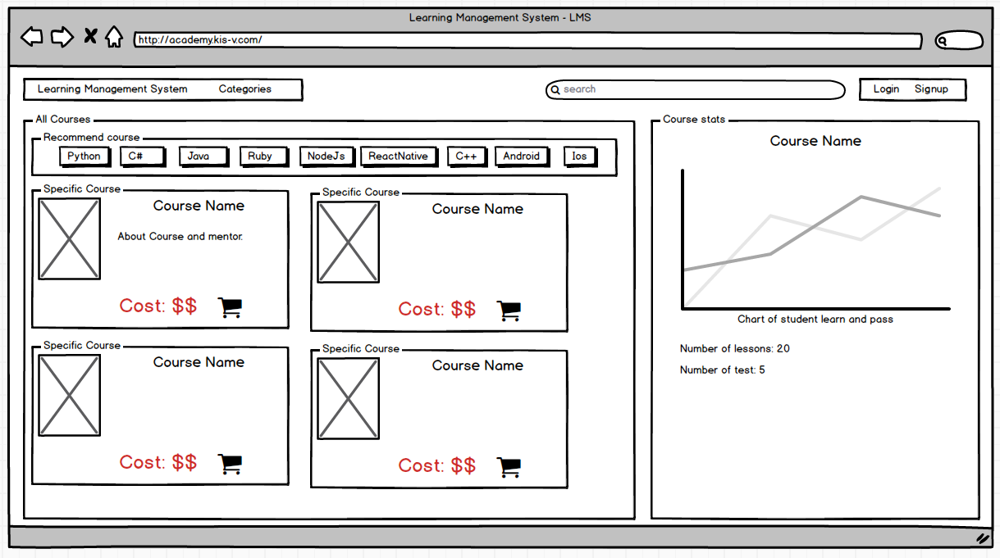 Learning Management System - LMS
http://academy.kis-v.com/
Learning Management System Categories
search
Login Signup
All Courses
Recommend course
Python C# Java Ruby NodeJs ReactNative C++ Android Ios
Specific Course
Course Name
About Course and mentor.
Cost: $$
Specific Course
Course Name
Cost: $$
Specific Course
Course Name
Cost: $$
Specific Course
Course Name
Cost: $$
Course stats
Course Name
Chart of student learn and pass
Number of lessons: 20
Number of test: 5